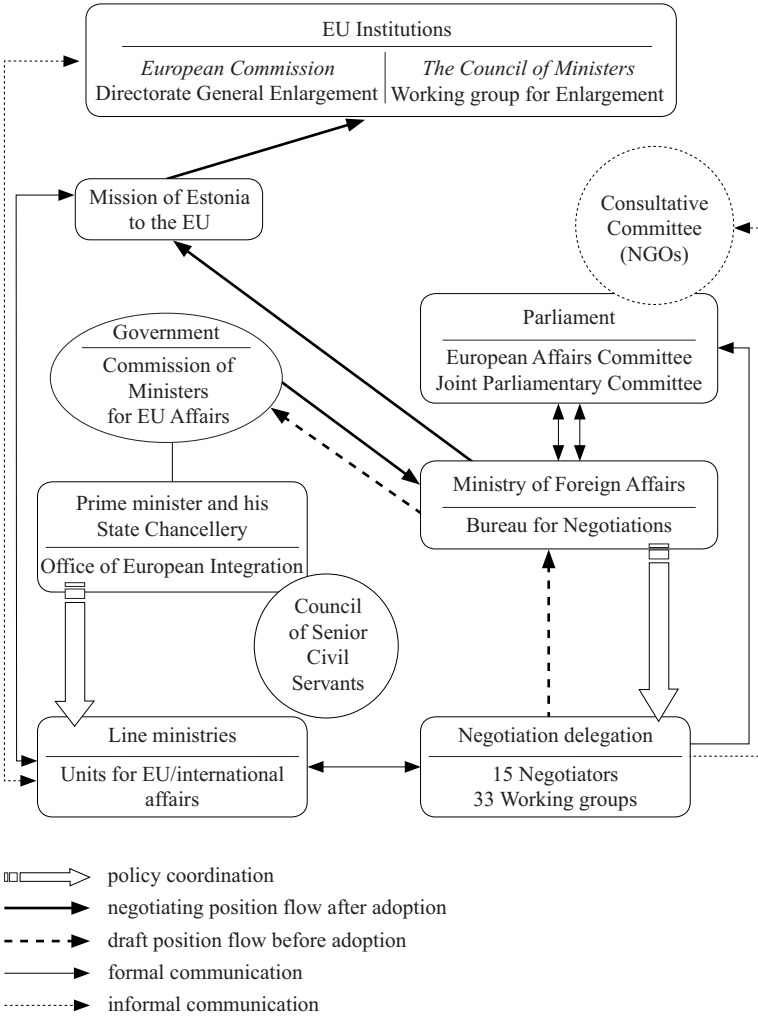 EU Institutions
European Commission
Directorate General Enlargement
The Council of Ministers
Working group for Enlargement
Mission of Estonia
to the EU
Consultative
Committee
(NGOs)
Parliament
European Affairs Committee
Joint Parliamentary Committee
Government
Commission of
Ministers
for EU Affairs
Ministry of Foreign Affairs
Bureau for Negotiations
Prime minister and his
State Chancellery
Office of European Integration
Council
of Senior
Civil
Servants
Line ministries
Units for EU/international
affairs
Negotiation delegation
15 Negotiators
33 Working groups
policy coordination
negotiating position flow after adoption
draft position flow before adoption
formal communication
informal communication